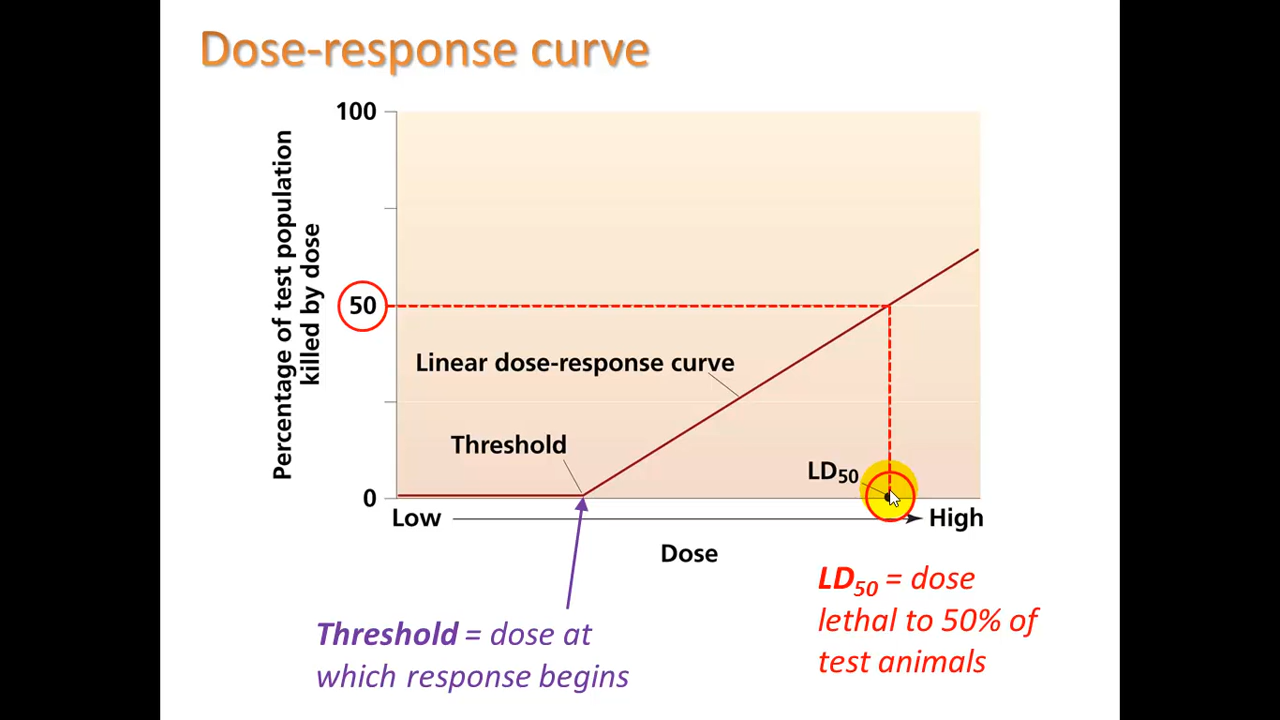 Dose-response curve
100
Percentage of test population
killed by dose
50
Linear dose-response curve
Threshold
LD50
0
Low
High
Dose
LD50 = dose
lethal to 50% of
test animals
Threshold = dose at
which response begins